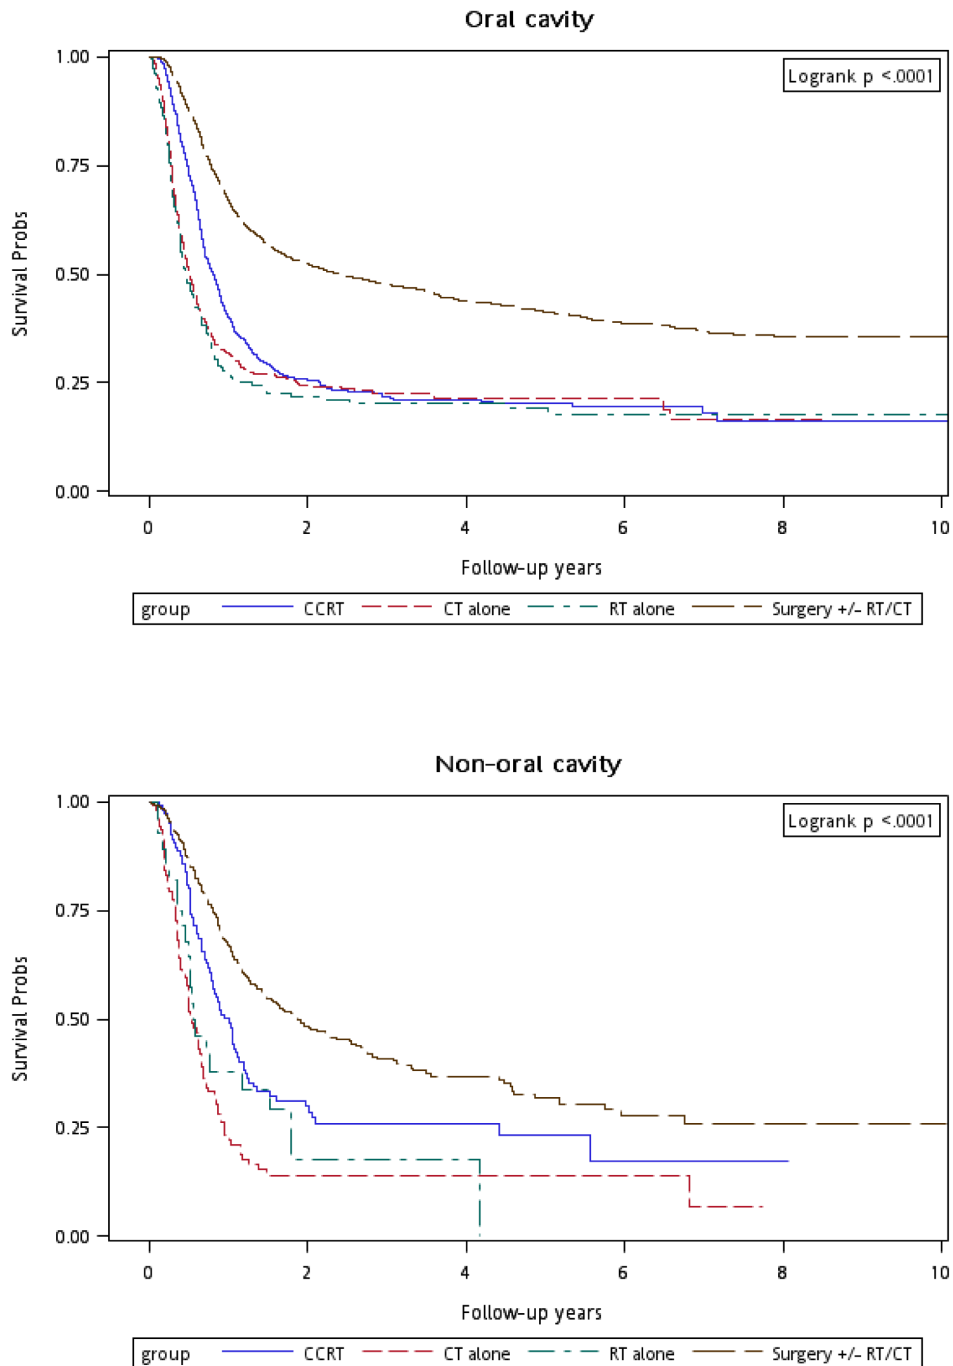 Oral cavity
Logrank p <.0001
1.00
0.75
0.50
0.25
0.00
Survival Probs
0 2 4 6 8 10
Follow-up years
group CCRT CT alone RT alone Surgery +/- RT/CT
Non-oral cavity
Logrank p <.0001
1.00
0.75
0.50
0.25
0.00
Survival Probs
0 2 4 6 8 10
Follow-up years
group CCRT CT alone RT alone Surgery +/- RT/CT